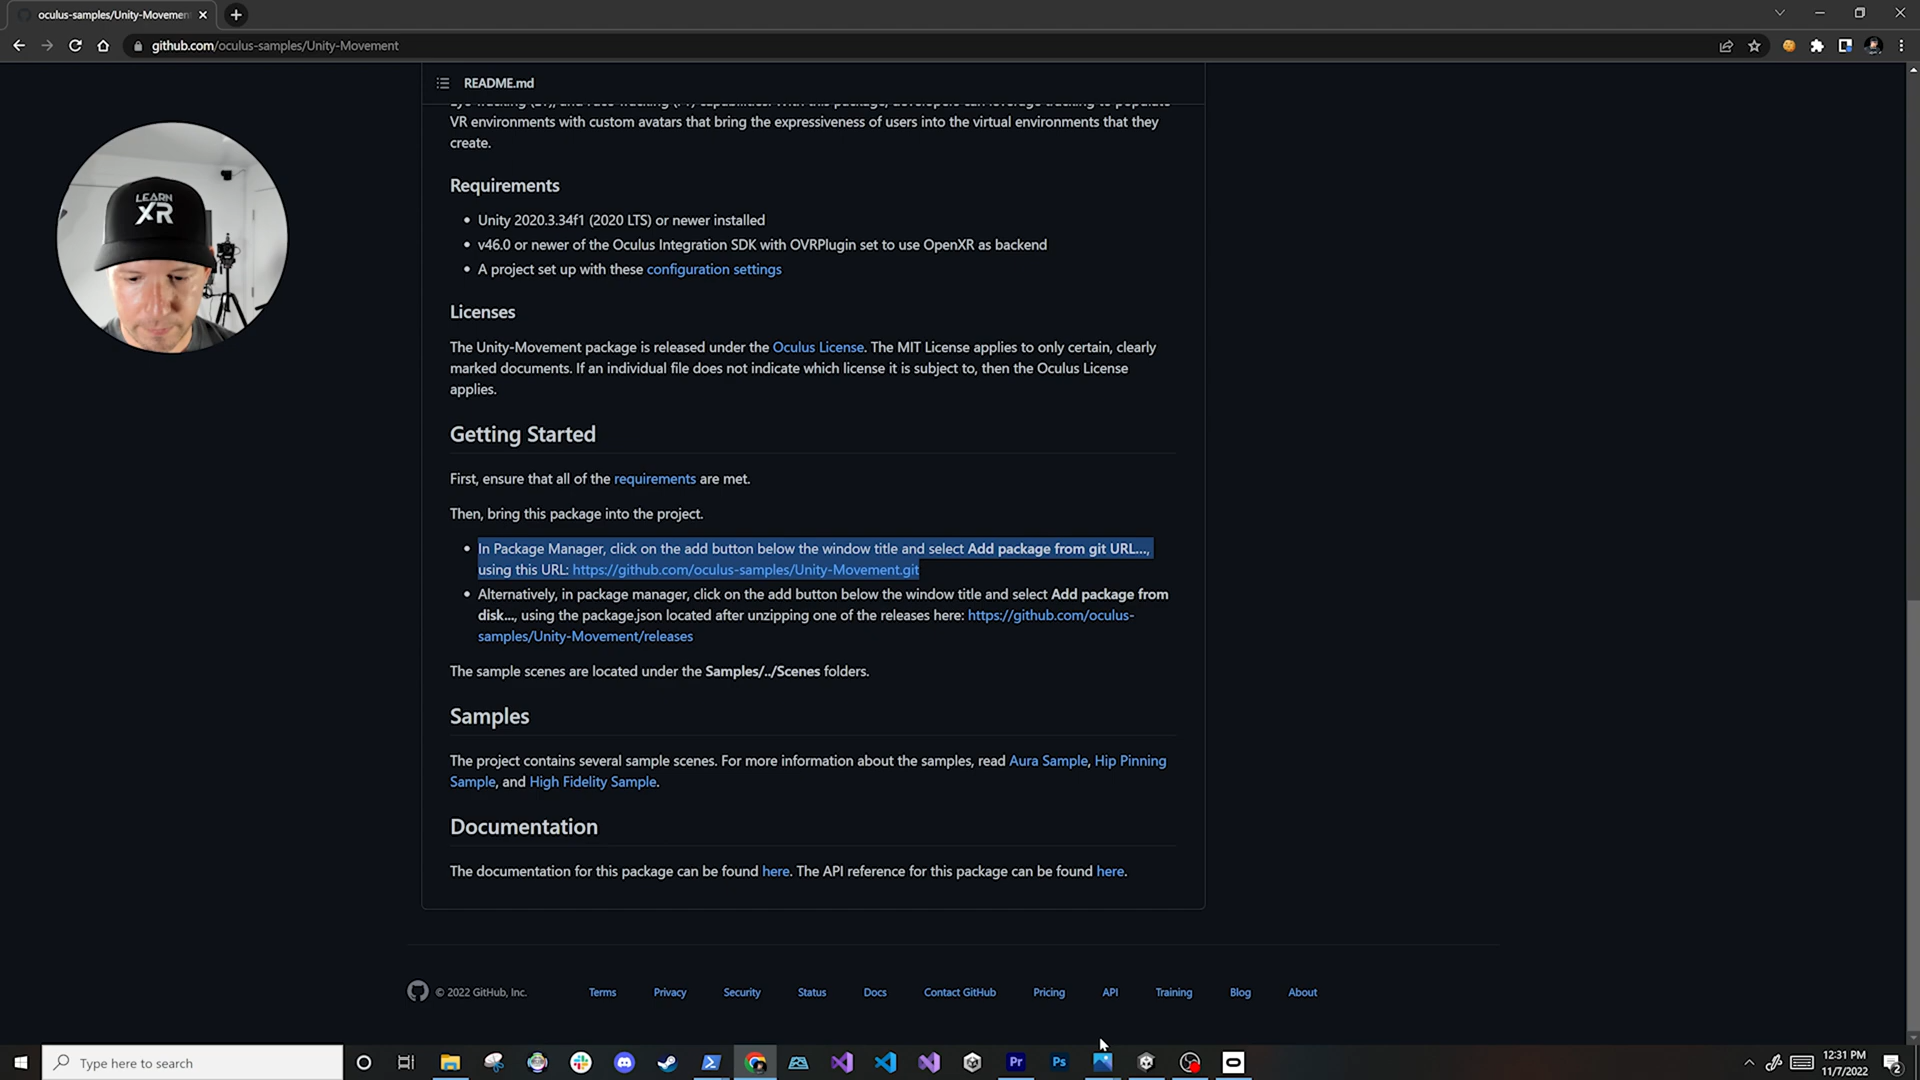 oculus-samples/Unity-Movement
github.com/oculus-samples/Unity-Movement
README.md
VR environments with custom avatars that bring the expressiveness of users into the virtual environments that they
create.
LEARN
XR
Requirements
• Unity 2020.3.34f1 (2020 LTS) or newer installed
• v46.0 or newer of the Oculus Integration SDK with OVRPlugin set to use OpenXR as backend
• A project set up with these configuration settings
Licenses
The Unity-Movement package is released under the Oculus License. The MIT License applies to only certain, clearly
marked documents. If an individual file does not indicate which license it is subject to, then the Oculus License
applies.
Getting Started
First, ensure that all of the requirements are met.
Then, bring this package into the project.
• In Package Manager, click on the add button below the window title and select Add package from git URL...,
using this URL: https://github.com/oculus-samples/Unity-Movement.git
• Alternatively, in package manager, click on the add button below the window title and select Add package from
disk..., using the package.json located after unzipping one of the releases here: https://github.com/oculus-
samples/Unity-Movement/releases
The sample scenes are located under the Samples/../Scenes folders.
Samples
The project contains several sample scenes. For more information about the samples, read Aura Sample, Hip Pinning
Sample, and High Fidelity Sample.
Documentation
The documentation for this package can be found here. The API reference for this package can be found here.
© 2022 GitHub, Inc. Terms Privacy Security Status Docs Contact GitHub Pricing API Training Blog About
Type here to search
Pr
Ps
12:31 PM
11/7/2022
2